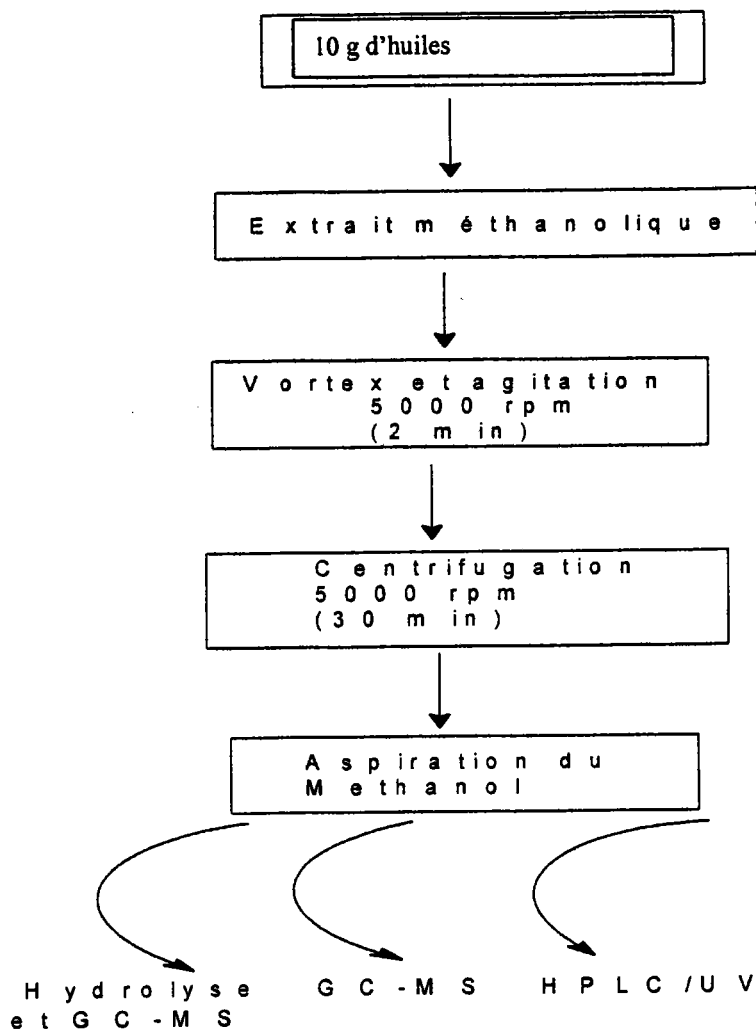 10 g d'huiles
Extrait méthanolique
Vortex et agitation
5000 rpm
(2 min)
Centrifugation
5000 rpm
(30 min)
Aspiration du
Methanol
Hydrolyse
et GC-MS
GC-MS
HPLC/UV